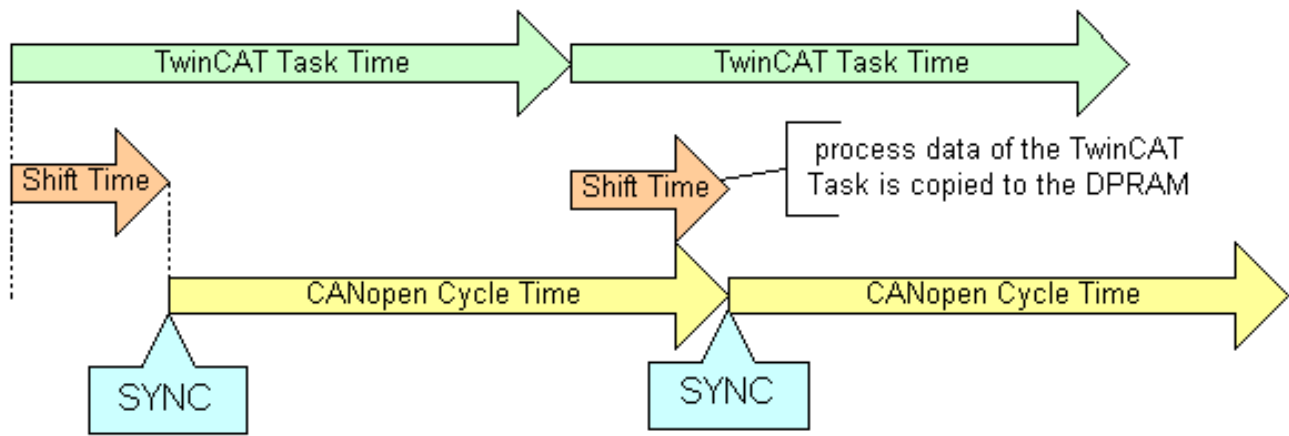 TwinCAT Task Time
TwinCAT Task Time
Shift Time
Shift Time
process data of the TwinCAT
Task is copied to the DPRAM
CANopen Cycle Time
CANopen Cycle Time
SYNC
SYNC